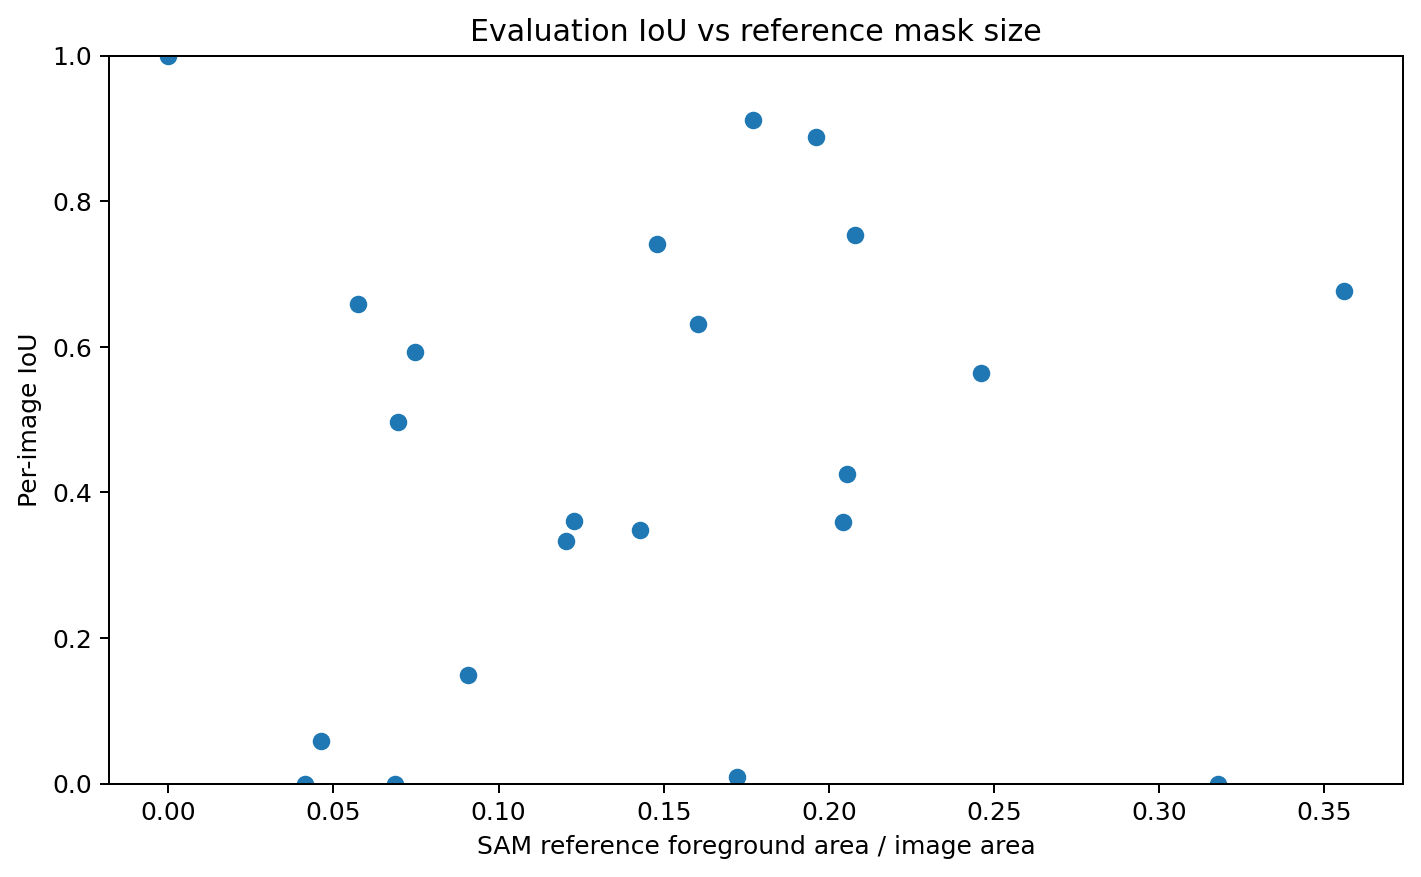 Evaluation IoU vs reference mask size
1.0
0.8
0.6
0.4
0.2
0.0
Per-image IoU
0.00 0.05 0.10 0.15 0.20 0.25 0.30 0.35
SAM reference foreground area / image area